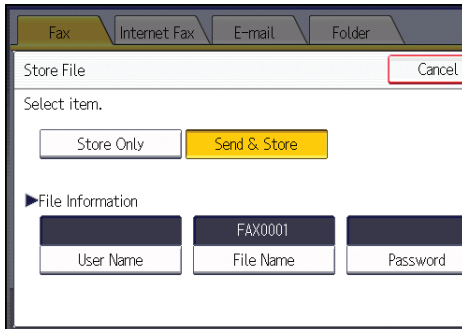 Fax Internet Fax E-mail Folder
Store File Cancel
Select item.
Store Only Send & Store
▶File Information
FAX0001
User Name File Name Password